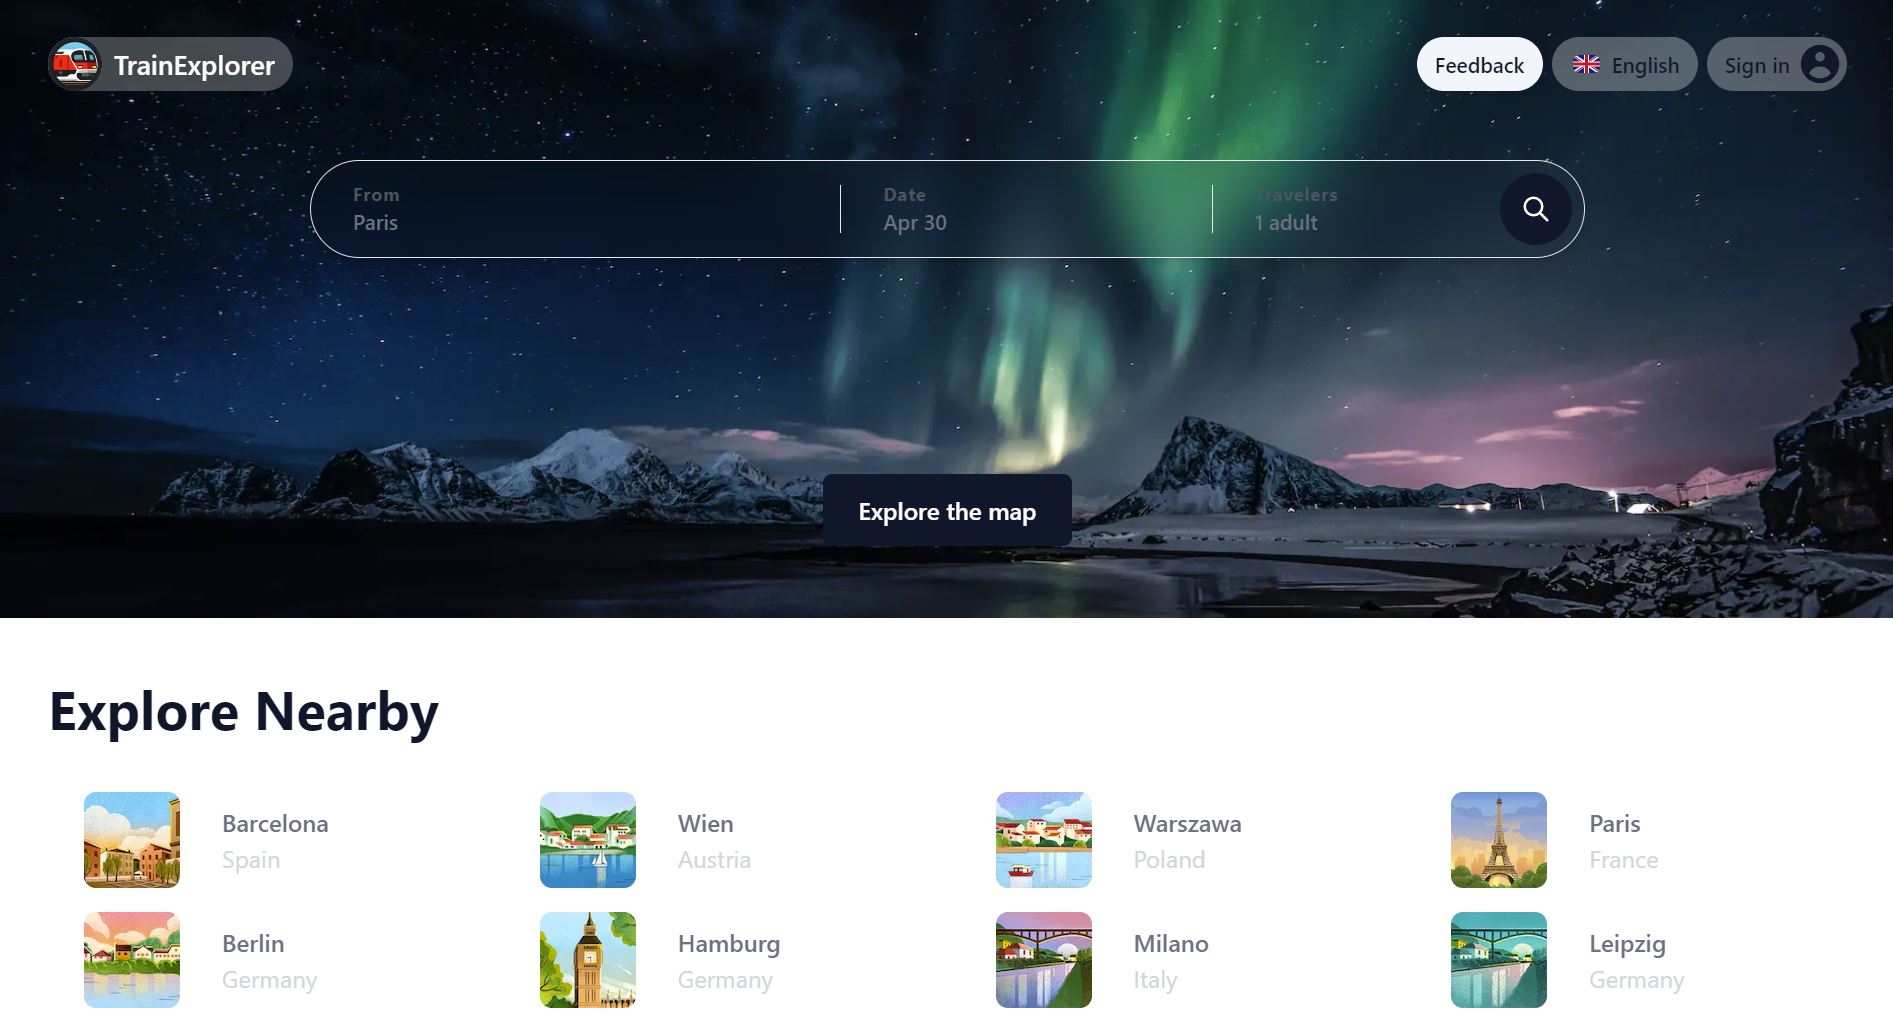 TrainExplorer
Feedback
English
Sign in
From
Paris
Date
Apr 30
Travelers
1 adult
Explore the map
Explore Nearby
Barcelona
Spain
Wien
Austria
Warszawa
Poland
Paris
France
Berlin
Germany
Hamburg
Germany
Milano
Italy
Leipzig
Germany